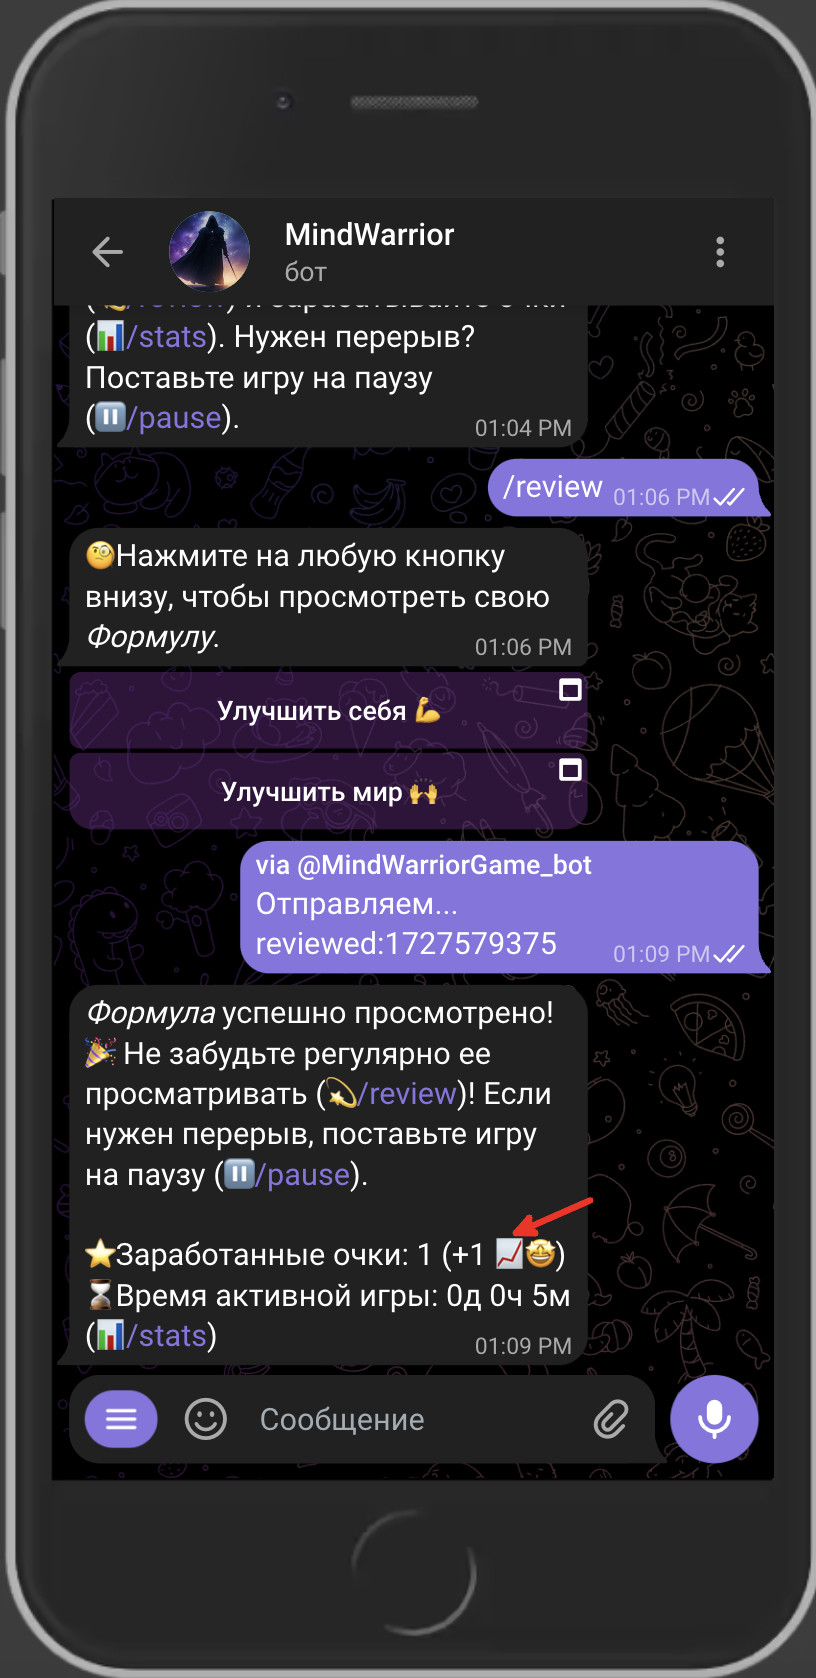 MindWarrior
бот
(💫/review) и зарабатывайте очки
(📊/stats). Нужен перерыв?
Поставьте игру на паузу
(⏸️/pause).
01:04 PM
/review 01:06 PM
🧐Нажмите на любую кнопку
внизу, чтобы просмотреть свою
Формулу.
01:06 PM
Улучшить себя 💪
Улучшить мир 🙌
via @MindWarriorGame_bot
Отправляем...
reviewed:1727579375 01:09 PM
Формула успешно просмотрено!
🎉 Не забудьте регулярно ее
просматривать (💫/review)! Если
нужен перерыв, поставьте игру
на паузу (⏸️/pause).
⭐Заработанные очки: 1 (+1 📈🤩)
⏳Время активной игры: 0д 0ч 5м
(📊/stats) 01:09 PM
Сообщение